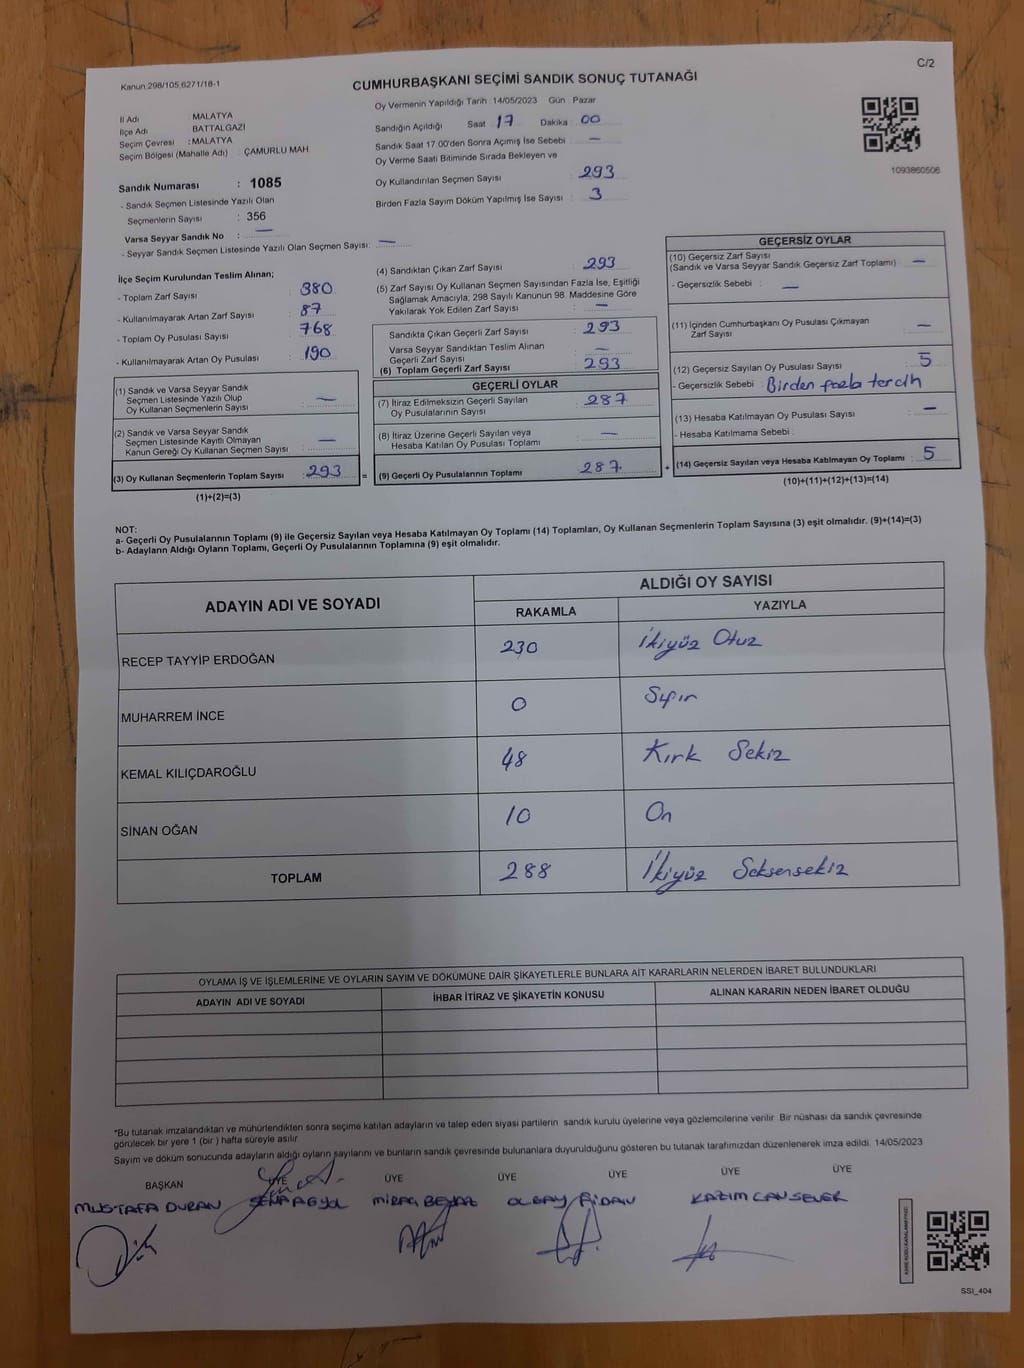 C/2
Kanun:298/105,6271/18-1
CUMHURBAŞKANI SEÇİMİ SANDIK SONUÇ TUTANAĞI
Oy Vermenin Yapıldığı Tarih : 14/05/2023 Gün : Pazar
İl Adı MALATYA
İlçe Adı BATTALGAZİ
Seçim Çevresi : MALATYA
Seçim Bölgesi (Mahalle Adı) : ÇAMURLU MAH.
Sandığın Açıldığı Saat : 17 Dakika : 00
Sandık Saat 17.00'den Sonra Açımış İse Sebebi : —
Oy Verme Saati Bitiminde Sırada Bekleyen ve
Oy Kullandırılan Seçmen Sayısı : 293
Birden Fazla Sayım Döküm Yapılmış İse Sayısı : 3
1093860506
Sandık Numarası : 1085
- Sandık Seçmen Listesinde Yazılı Olan
Seçmenlerin Sayısı : 356
Varsa Seyyar Sandık No : —
- Seyyar Sandık Seçmen Listesinde Yazılı Olan Seçmen Sayısı: —
İlçe Seçim Kurulundan Teslim Alınan;
- Toplam Zarf Sayısı : 380
- Kullanılmayarak Artan Zarf Sayısı : 87
- Toplam Oy Pusulası Sayısı : 768
- Kullanılmayarak Artan Oy Pusulası : 190
(1) Sandık ve Varsa Seyyar Sandık
Seçmen Listesinde Yazılı Olup
Oy Kullanan Seçmenlerin Sayısı : —
(2) Sandık ve Varsa Seyyar Sandık
Seçmen Listesinde Kayıtlı Olmayan
Kanun Gereği Oy Kullanan Seçmen Sayısı : —
(3) Oy Kullanan Seçmenlerin Toplam Sayısı : 293 =
(1)+(2)=(3)
(4) Sandıktan Çıkan Zarf Sayısı : 293
(5) Zarf Sayısı Oy Kullanan Seçmen Sayısından Fazla İse, Eşitliği
Sağlamak Amacıyla, 298 Sayılı Kanunun 98. Maddesine Göre
Yakılarak Yok Edilen Zarf Sayısı : —
Sandıkta Çıkan Geçerli Zarf Sayısı : 293
Varsa Seyyar Sandıktan Teslim Alınan
Geçerli Zarf Sayısı : —
(6) Toplam Geçerli Zarf Sayısı : 293
GEÇERLİ OYLAR
(7) İtiraz Edilmeksizin Geçerli Sayılan
Oy Pusulalarının Sayısı : 287
(8) İtiraz Üzerine Geçerli Sayılan veya
Hesaba Katılan Oy Pusulası Toplamı : —
(9) Geçerli Oy Pusulalarının Toplamı : 287 +
GEÇERSİZ OYLAR
(10) Geçersiz Zarf Sayısı
(Sandık ve Varsa Seyyar Sandık Geçersiz Zarf Toplamı) : —
- Geçersizlik Sebebi : —
(11) İçinden Cumhurbaşkanı Oy Pusulası Çıkmayan
Zarf Sayısı : —
(12) Geçersiz Sayılan Oy Pusulası Sayısı : 5
- Geçersizlik Sebebi : Birden fazla tercih
(13) Hesaba Katılmayan Oy Pusulası Sayısı : —
- Hesaba Katılmama Sebebi :
(14) Geçersiz Sayılan veya Hesaba Katılmayan Oy Toplamı : 5
(10)+(11)+(12)+(13)=(14)
NOT:
a- Geçerli Oy Pusulalarının Toplamı (9) ile Geçersiz Sayılan veya Hesaba Katılmayan Oy Toplamı (14) Toplamları, Oy Kullanan Seçmenlerin Toplam Sayısına (3) eşit olmalıdır. (9)+(14)=(3)
b- Adayların Aldığı Oyların Toplamı, Geçerli Oy Pusulalarının Toplamına (9) eşit olmalıdır.
ADAYIN ADI VE SOYADI
ALDIĞI OY SAYISI
RAKAMLA YAZIYLA
RECEP TAYYİP ERDOĞAN 230 İkiyüz Otuz
MUHARREM İNCE 0 Sıfır
KEMAL KILIÇDAROĞLU 48 Kırk Sekiz
SİNAN OĞAN 10 On
TOPLAM 288 İkiyüz Seksensekiz
OYLAMA İŞ VE İŞLEMLERİNE VE OYLARIN SAYIM VE DÖKÜMÜNE DAİR ŞİKAYETLERLE BUNLARA AİT KARARLARIN NELERDEN İBARET BULUNDUKLARI
ADAYIN ADI VE SOYADI İHBAR İTİRAZ VE ŞİKAYETİN KONUSU ALINAN KARARIN NEDEN İBARET OLDUĞU
*Bu tutanak imzalandıktan ve mühürlendikten sonra seçime katılan adayların ve talep eden siyasi partilerin sandık kurulu üyelerine veya gözlemcilerine verilir. Bir nüshası da sandık çevresinde
görülecek bir yere 1 (bir) hafta süreyle asılır.
Sayım ve döküm sonucunda adayların aldığı oyların sayılarını ve bunların sandık çevresinde bulunanlara duyurulduğunu gösteren bu tutanak tarafımızdan düzenlenerek imza edildi. 14/05/2023
BAŞKAN ÜYE ÜYE ÜYE ÜYE ÜYE ÜYE
MUSTAFA DURAN
KAZIM CANSEVER
SSI_404